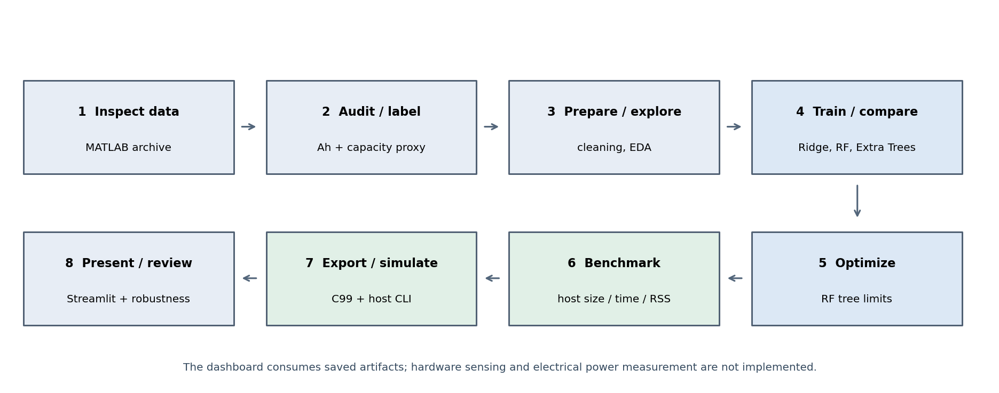 1  Inspect data
MATLAB archive
2  Audit / label
Ah + capacity proxy
3  Prepare / explore
cleaning, EDA
4  Train / compare
Ridge, RF, Extra Trees
5  Optimize
RF tree limits
6  Benchmark
host size / time / RSS
7  Export / simulate
C99 + host CLI
8  Present / review
Streamlit + robustness
The dashboard consumes saved artifacts; hardware sensing and electrical power measurement are not implemented.